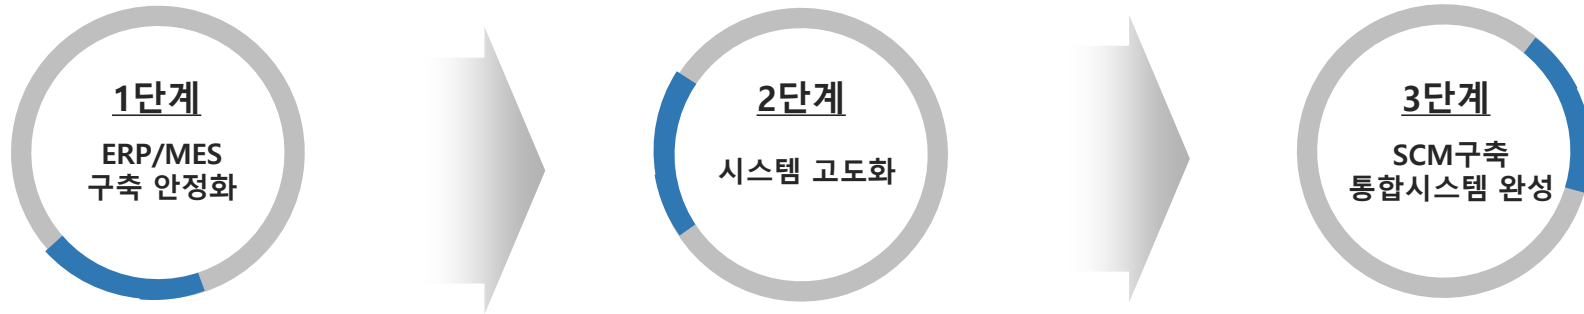 1단계
ERP/MES
구축 안정화
2단계
시스템 고도화
3단계
SCM구축
통합시스템 완성